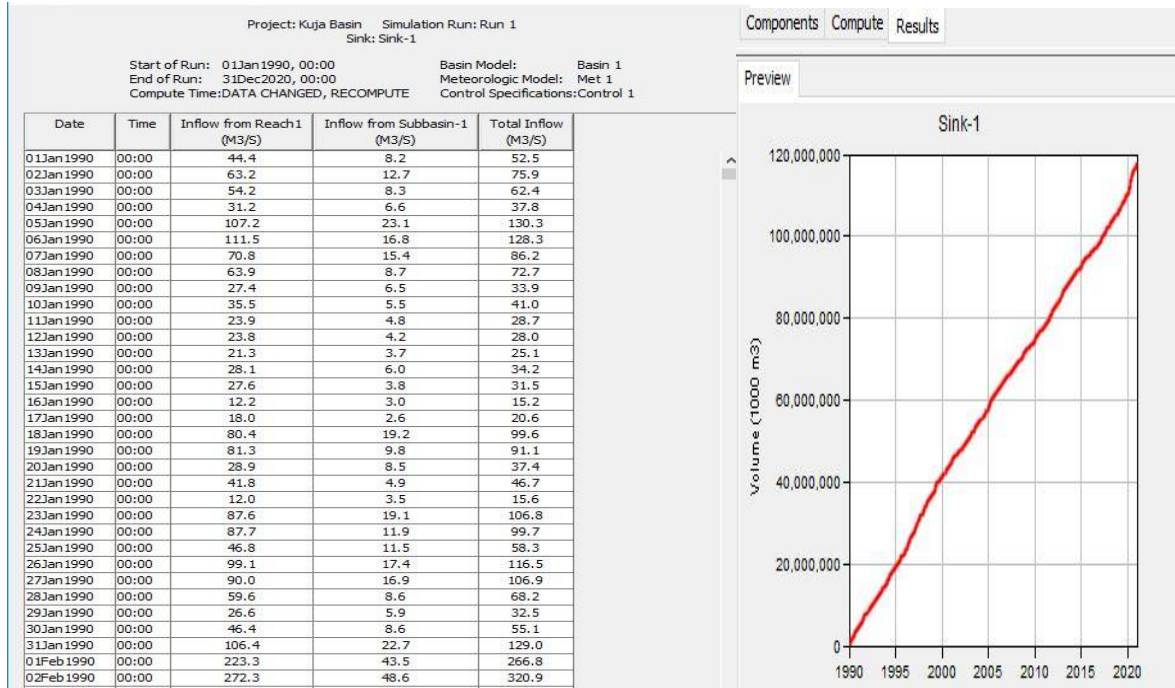 Project: Kuja Basin Simulation Run: Run 1
Sink: Sink-1
Start of Run: 01Jan1990, 00:00 Basin Model: Basin 1
End of Run: 31Dec2020, 00:00 Meteorologic Model: Met 1
Compute Time:DATA CHANGED, RECOMPUTE Control Specifications:Control 1
Date Time Inflow from Reach1 Inflow from Subbasin-1 Total Inflow
(M3/S) (M3/S) (M3/S)
01Jan1990 00:00 44.4 8.2 52.5
02Jan1990 00:00 63.2 12.7 75.9
03Jan1990 00:00 54.2 8.3 62.4
04Jan1990 00:00 31.2 6.6 37.8
05Jan1990 00:00 107.2 23.1 130.3
06Jan1990 00:00 111.5 16.8 128.3
07Jan1990 00:00 70.8 15.4 86.2
08Jan1990 00:00 63.9 8.7 72.7
09Jan1990 00:00 27.4 6.5 33.9
10Jan1990 00:00 35.5 5.5 41.0
11Jan1990 00:00 23.9 4.8 28.7
12Jan1990 00:00 23.8 4.2 28.0
13Jan1990 00:00 21.3 3.7 25.1
14Jan1990 00:00 28.1 6.0 34.2
15Jan1990 00:00 27.6 3.8 31.5
16Jan1990 00:00 12.2 3.0 15.2
17Jan1990 00:00 18.0 2.6 20.6
18Jan1990 00:00 80.4 19.2 99.6
19Jan1990 00:00 81.3 9.8 91.1
20Jan1990 00:00 28.9 8.5 37.4
21Jan1990 00:00 41.8 4.9 46.7
22Jan1990 00:00 12.0 3.5 15.6
23Jan1990 00:00 87.6 19.1 106.8
24Jan1990 00:00 87.7 11.9 99.7
25Jan1990 00:00 46.8 11.5 58.3
26Jan1990 00:00 99.1 17.4 116.5
27Jan1990 00:00 90.0 16.9 106.9
28Jan1990 00:00 59.6 8.6 68.2
29Jan1990 00:00 26.6 5.9 32.5
30Jan1990 00:00 46.4 8.6 55.1
31Jan1990 00:00 106.4 22.7 129.0
01Feb1990 00:00 223.3 43.5 266.8
02Feb1990 00:00 272.3 48.6 320.9
Components Compute Results
Preview
Sink-1
120,000,000
100,000,000
80,000,000
60,000,000
40,000,000
20,000,000
0
Volume (1000 m3)
1990 1995 2000 2005 2010 2015 2020